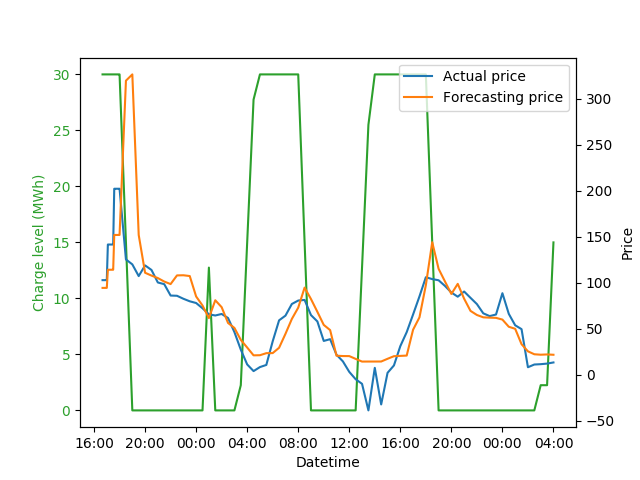 Actual price
Forecasting price
30
25
20
15
10
5
0
Charge level (MWh)
300
250
200
150
100
50
0
−50
Price
16:00 20:00 00:00 04:00 08:00 12:00 16:00 20:00 00:00 04:00
Datetime